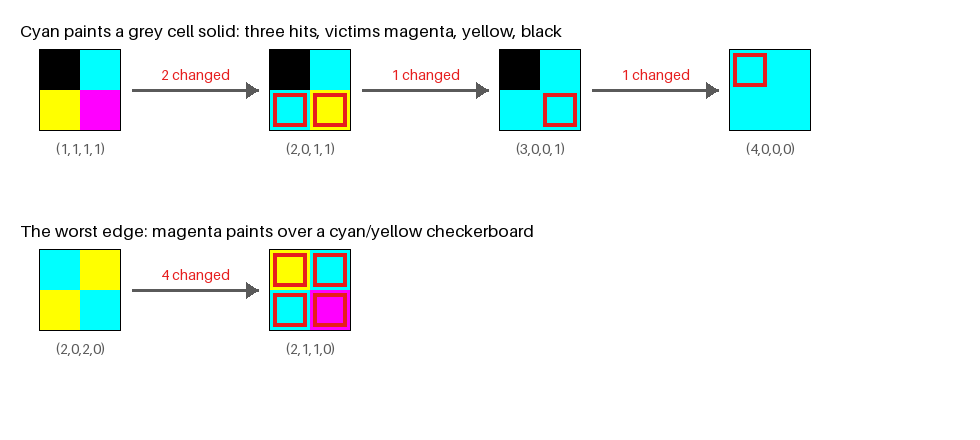 Cyan paints a grey cell solid: three hits, victims magenta, yellow, black
2 changed
1 changed
1 changed
(1,1,1,1)
(2,0,1,1)
(3,0,0,1)
(4,0,0,0)
The worst edge: magenta paints over a cyan/yellow checkerboard
4 changed
(2,0,2,0)
(2,1,1,0)